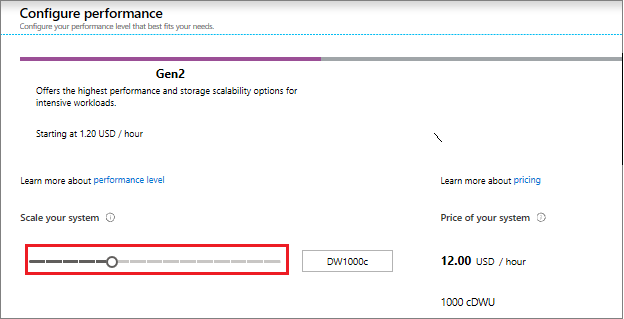 Configure performance
Configure your performance level that best fits your needs.
Gen2
Offers the highest performance and storage scalability options for
intensive workloads.
Starting at 1.20 USD / hour
Learn more about performance level
Learn more about pricing
Scale your system
Price of your system
DW1000c
12.00 USD / hour
1000 cDWU